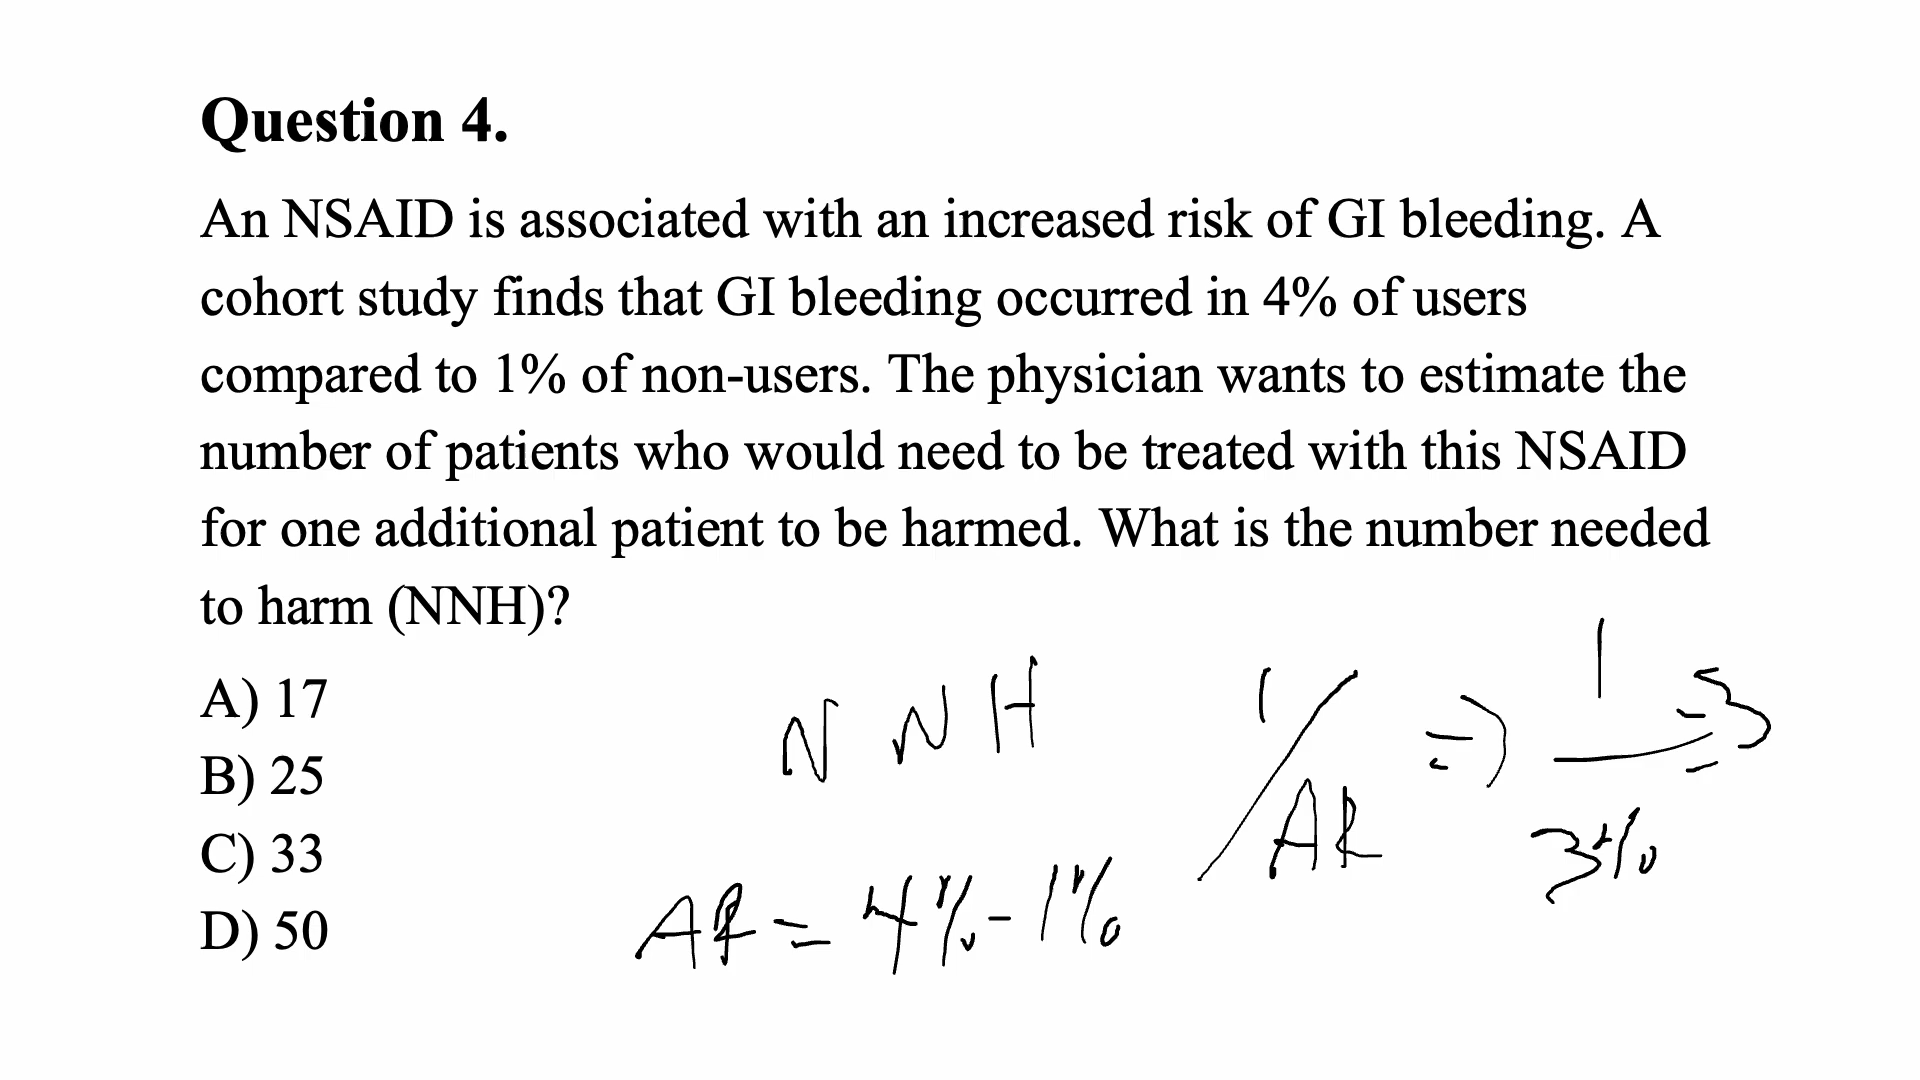 Question 4.
An NSAID is associated with an increased risk of GI bleeding. A
cohort study finds that GI bleeding occurred in 4% of users
compared to 1% of non-users. The physician wants to estimate the
number of patients who would need to be treated with this NSAID
for one additional patient to be harmed. What is the number needed
to harm (NNH)?
A) 17
B) 25
C) 33
D) 50
NNH
1/AR ⇒ 1/3% =
AR = 4% - 1%